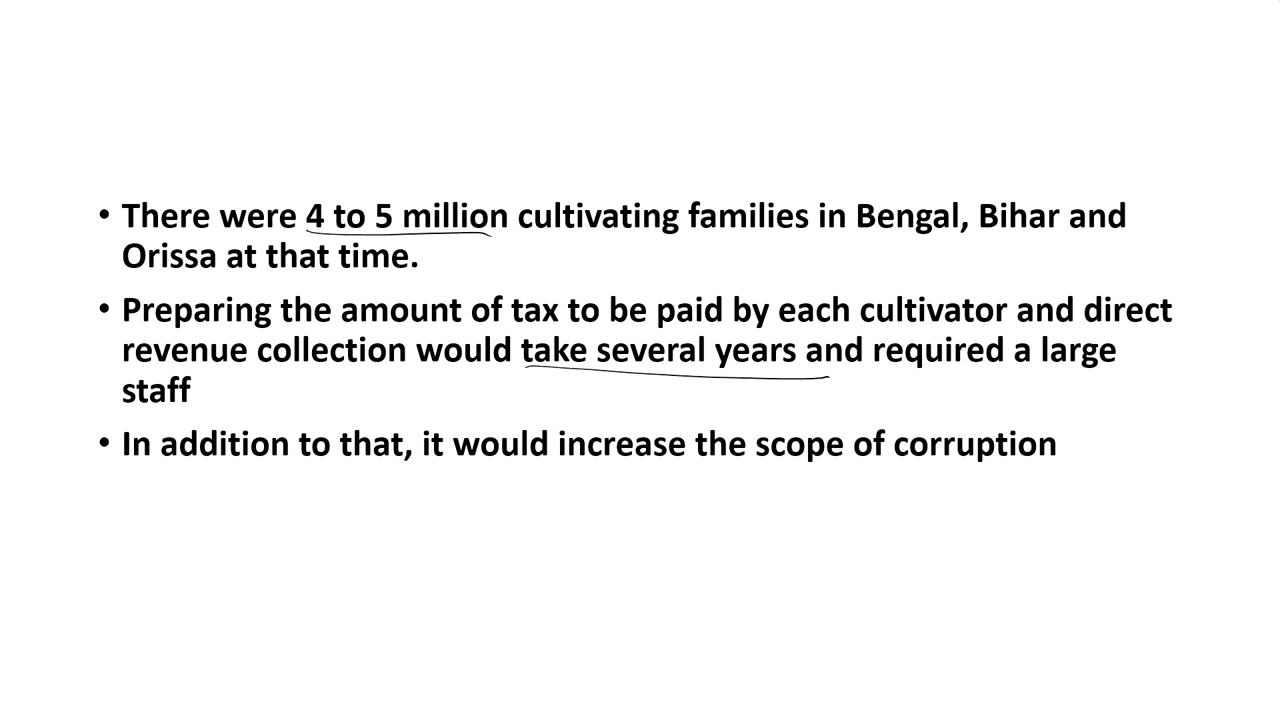 • There were 4 to 5 million cultivating families in Bengal, Bihar and
Orissa at that time.
• Preparing the amount of tax to be paid by each cultivator and direct
revenue collection would take several years and required a large
staff
• In addition to that, it would increase the scope of corruption